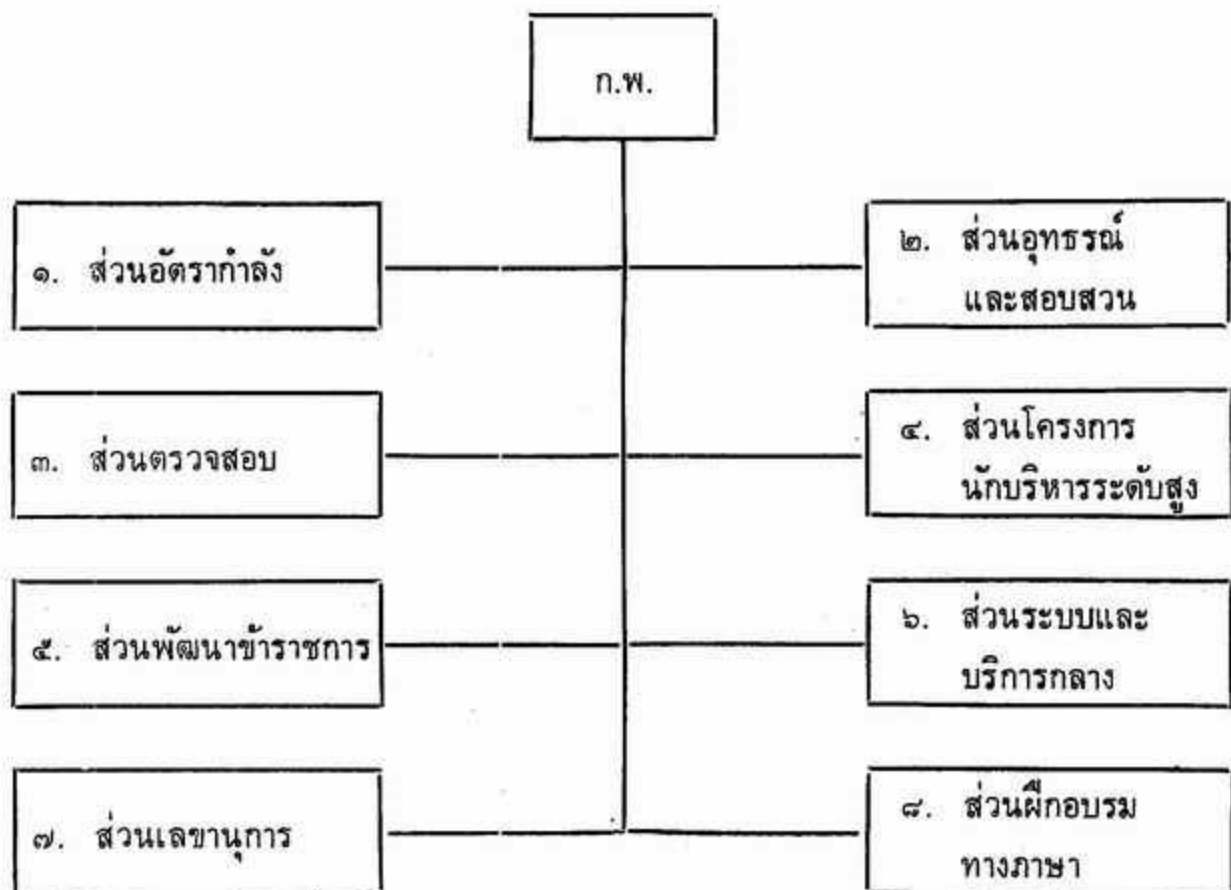 ก.พ.
๑. ส่วนอัตรากำลัง
๒. ส่วนอุทธรณ์
และสอบสวน
๓. ส่วนตรวจสอบ
๔. ส่วนโครงการ
นักบริหารระดับสูง
๕. ส่วนพัฒนาข้าราชการ
๖. ส่วนระบบและ
บริการกลาง
๗. ส่วนเลขานุการ
๘. ส่วนฝึกอบรม
ทางภาษา